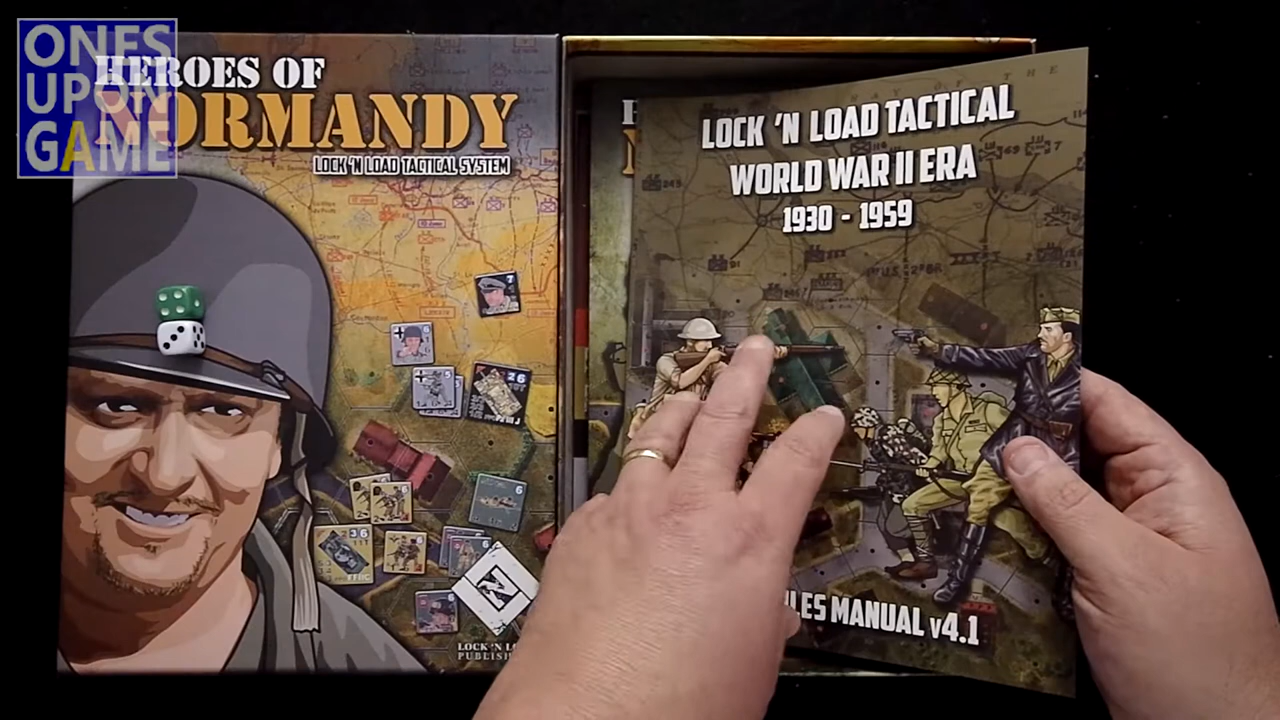 ONES
UPON
GAME
HEROES OF
NORMANDY
LOCK 'N LOAD TACTICAL SYSTEM
LOCK 'N LOAD TACTICAL
WORLD WAR II ERA
1930 - 1959
MANUAL v4.1